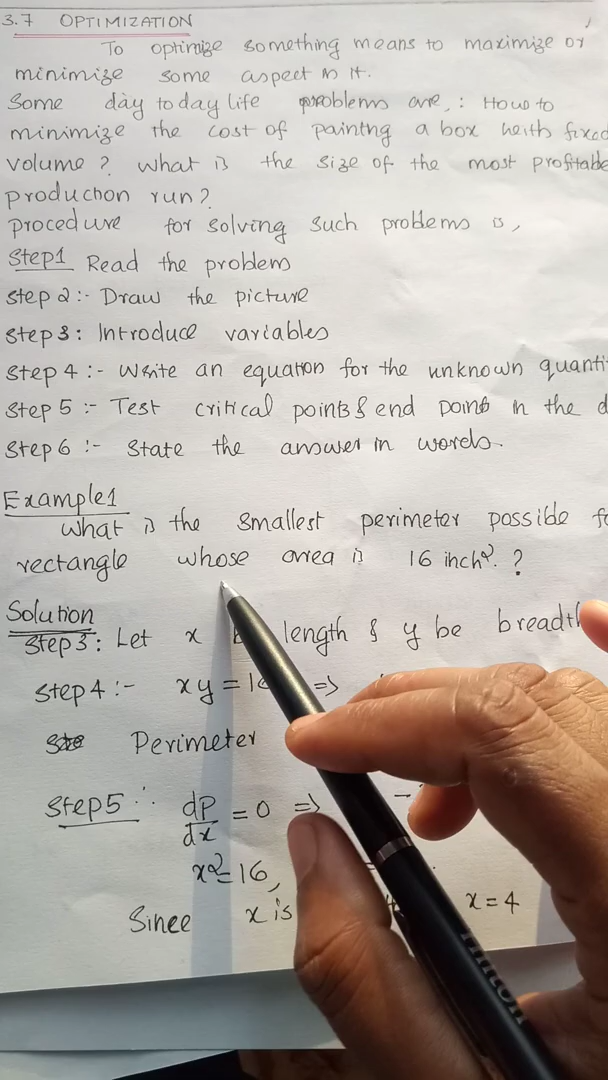 3.7 OPTIMIZATION
To optimize something means to maximize or
minimize some aspect in it.
Some day to day life problems are, : How to
minimize the cost of paintng a box with fixed
volume? what is the size of the most profitable
production run?
procedure for solving such problems is,
Step1 Read the problem
Step 2:- Draw the picture
Step 3: Introduce variables
Step 4:- Write an equation for the unknown quanti
Step 5:- Test critical points & end points in the d
Step 6:- State the answer in words.
Example1
what is the smallest perimeter possible fo
rectangle whose area is 16 inch². ?
Solution
Step3: Let x length & y be breadth
Step4:- xy = 16 =>
Perimeter
Step5 ∴ dP/dx = 0 => -
x² = 16,
Since x is x = 4
Hilton